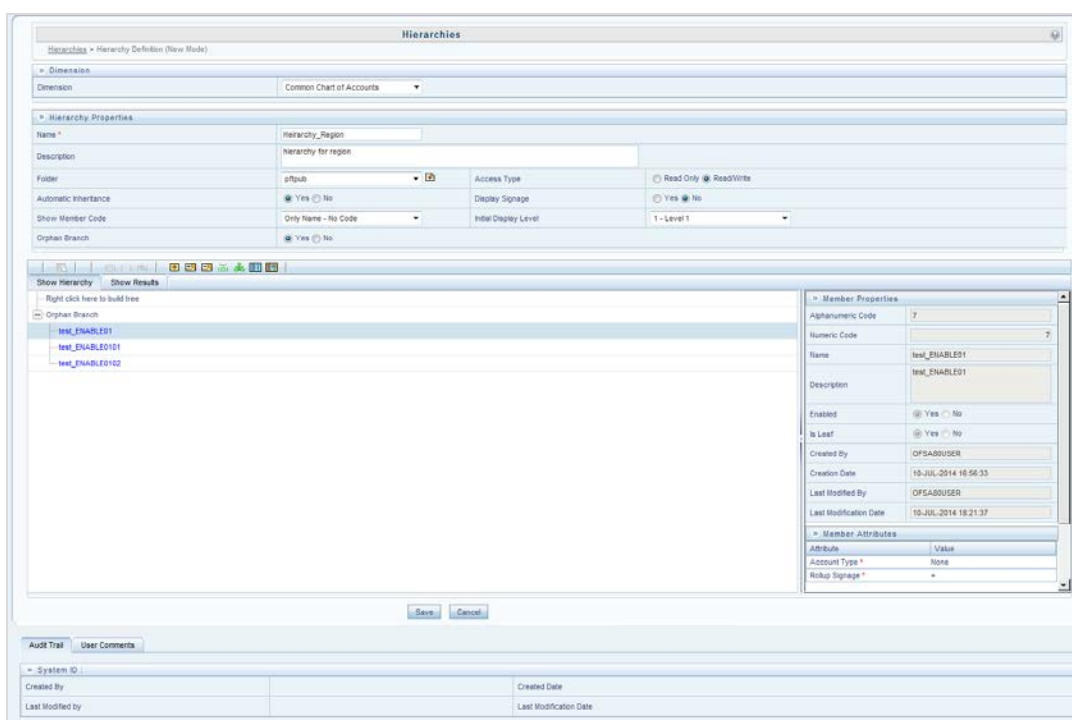 Hierarchies
Hierarchies » Hierarchy Definition (New Mode)
» Dimension
Dimension Common Chart of Accounts
» Hierarchy Properties
Name * Heirarchy_Region
Description hierarchy for region
Folder pftpub Access Type Read Only Read/Write
Automatic Inheritance Yes No Display Signage Yes No
Show Member Code Only Name - No Code Initial Display Level 1 - Level 1
Orphan Branch Yes No
Show Hierarchy Show Results
Right click here to build tree
Orphan Branch
test_ENABLE01
test_ENABLE0101
test_ENABLE0102
» Member Properties
Alphanumeric Code 7
Numeric Code 7
Name test_ENABLE01
Description test_ENABLE01
Enabled Yes No
Is Leaf Yes No
Created By OFSA80USER
Creation Date 10-JUL-2014 16:56:33
Last Modified By OFSA80USER
Last Modification Date 10-JUL-2014 18:21:37
» Member Attributes
Attribute Value
Account Type * None
Rollup Signage * +
Save Cancel
Audit Trail User Comments
» System ID :
Created By Created Date
Last Modified by Last Modification Date